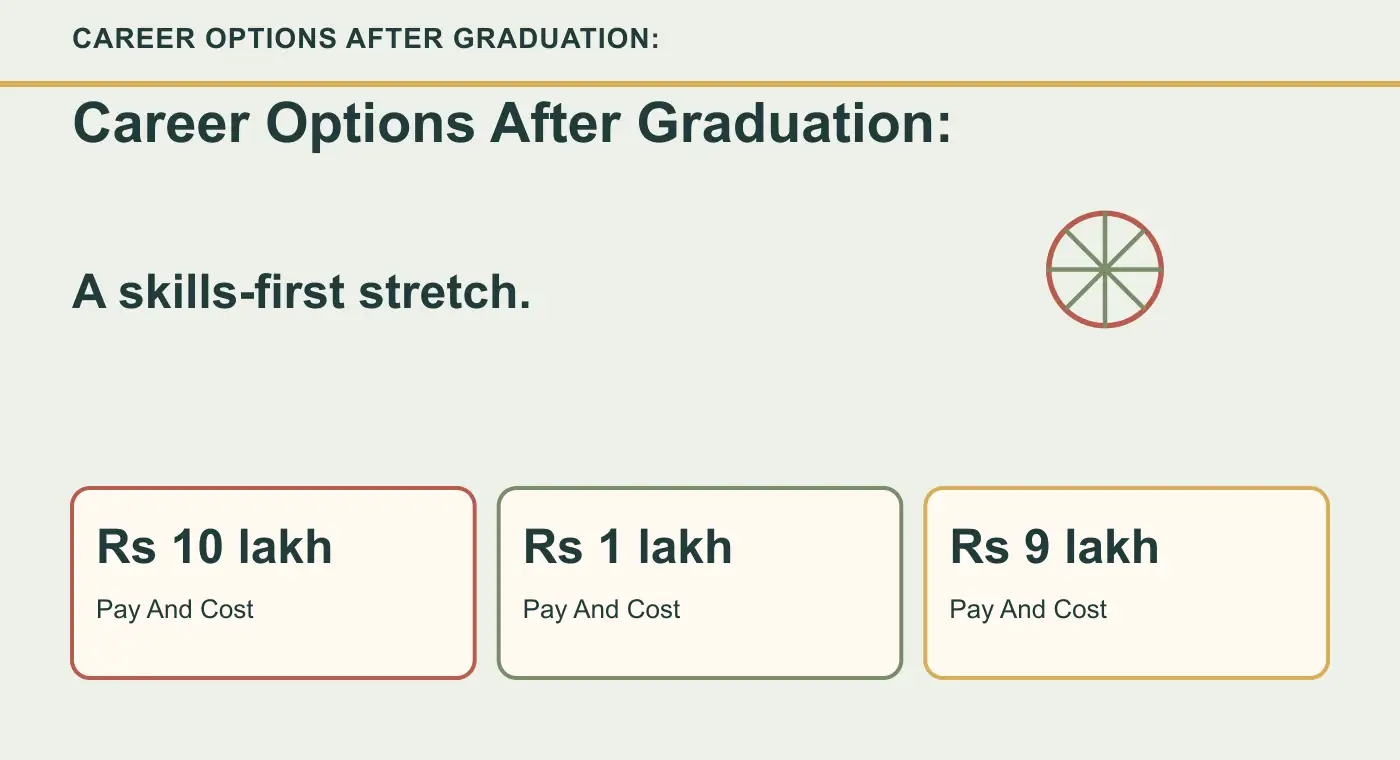 CAREER OPTIONS AFTER GRADUATION:
Career Options After Graduation:
A skills-first stretch.
Rs 10 lakh
Pay And Cost
Rs 1 lakh
Pay And Cost
Rs 9 lakh
Pay And Cost